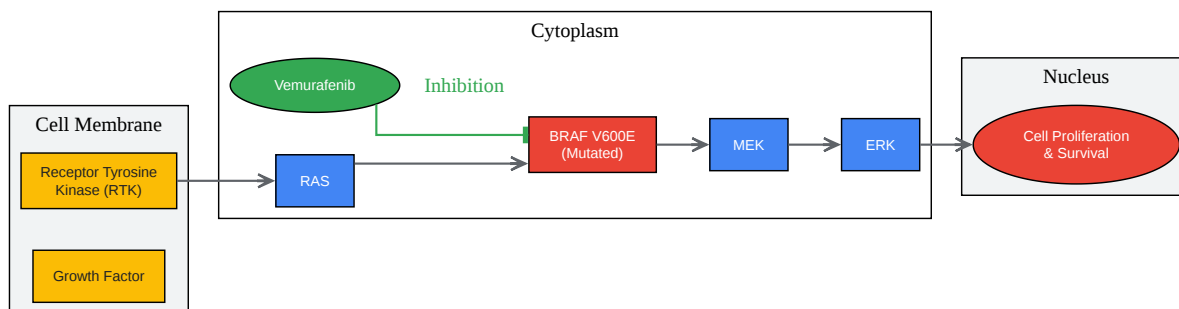 Cell Membrane
Receptor Tyrosine
Kinase (RTK)
Growth Factor
Cytoplasm
Vemurafenib
Inhibition
RAS
BRAF V600E
(Mutated)
MEK
ERK
Nucleus
Cell Proliferation
& Survival